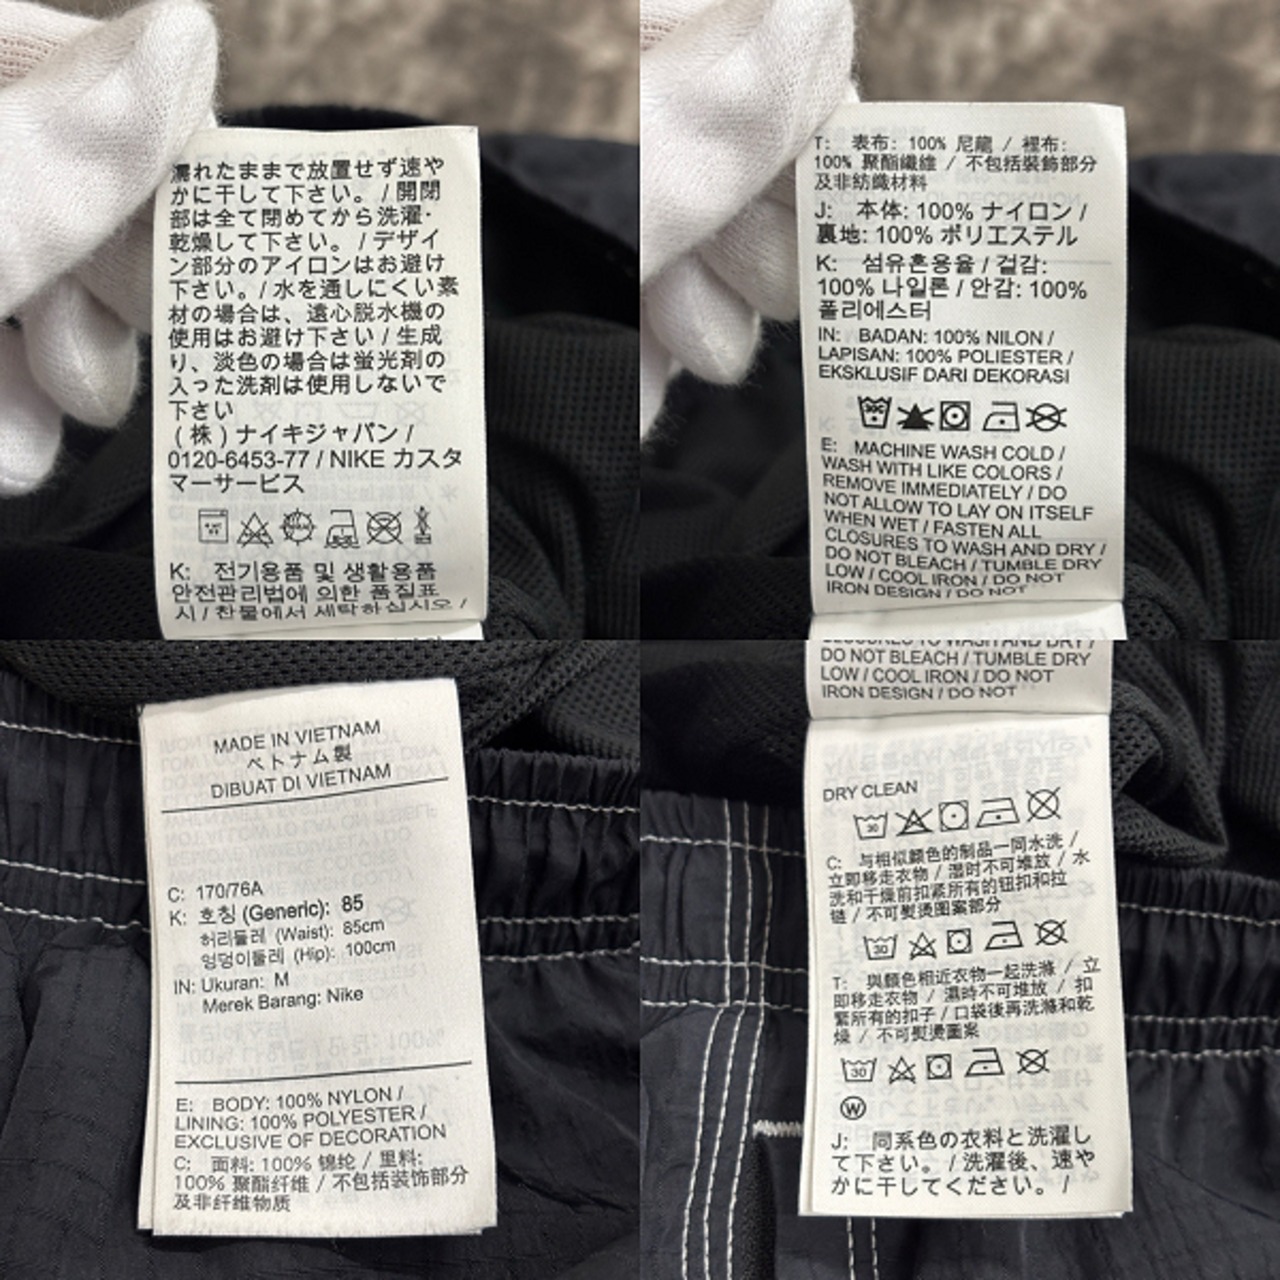 濡れたままで放置せず速や
かに干して下さい。 / 開閉
部は全て閉めてから洗濯・
乾燥して下さい。 / デザイ
ン部分のアイロンはお避け
下さい。 / 水を通しにくい素
材の場合は、遠心脱水機の
使用はお避け下さい / 生成
り、淡色の場合は蛍光剤の
入った洗剤は使用しないで
下さい
(株)ナイキジャパン /
0120-6453-77 / NIKE カスタ
マーサービス
K: 전기용품 및 생활용품
안전관리법에 의한 품질표
시 / 찬물에서 세탁하십시오 /
T: 表布: 100% 尼龍 / 裡布:
100% 聚酯纖維 / 不包括裝飾部分
及非紡織材料
J: 本体: 100% ナイロン /
裏地: 100% ポリエステル
K: 섬유혼용율 / 겉감:
100% 나일론 / 안감: 100%
폴리에스터
IN: BADAN: 100% NILON /
LAPISAN: 100% POLIESTER /
EKSKLUSIF DARI DEKORASI
30C
E: MACHINE WASH COLD /
WASH WITH LIKE COLORS /
REMOVE IMMEDIATELY / DO
NOT ALLOW TO LAY ON ITSELF
WHEN WET / FASTEN ALL
CLOSURES TO WASH AND DRY /
DO NOT BLEACH / TUMBLE DRY
LOW / COOL IRON / DO NOT
IRON DESIGN / DO NOT
MADE IN VIETNAM
ベトナム製
DIBUAT DI VIETNAM
C: 170/76A
K: 호칭 (Generic): 85
허리둘레 (Waist): 85cm
엉덩이둘레 (Hip): 100cm
IN: Ukuran: M
Merek Barang: Nike
E: BODY: 100% NYLON /
LINING: 100% POLYESTER /
EXCLUSIVE OF DECORATION
C: 面料: 100% 锦纶 / 里料:
100% 聚酯纤维 / 不包括装饰部分
及非纤维物质
CLOSURES TO WASH AND DRY /
DO NOT BLEACH / TUMBLE DRY
LOW / COOL IRON / DO NOT
IRON DESIGN / DO NOT
DRY CLEAN
30
C: 与相似颜色的制品一同水洗 /
立即移走衣物 / 湿时不可堆放 / 水
洗和干燥前扣紧所有的钮扣和拉
链 / 不可熨烫图案部分
30
T: 與顏色相近衣物一起洗滌 / 立
即移走衣物 / 濕時不可堆放 / 扣
緊所有的扣子 / 口袋後再洗滌和乾
燥 / 不可熨燙圖案
30
W
J: 同系色の衣料と洗濯し
て下さい。 / 洗濯後、速や
かに干してください。 /